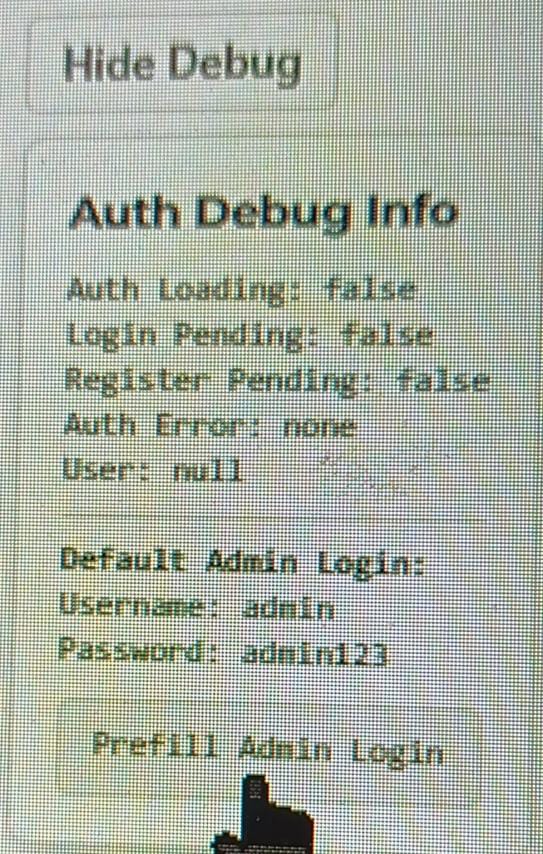 Hide Debug
Auth Debug Info
Auth Loading: false
Login Pending: false
Register Pending: false
Auth Error: none
User: null
Default Admin Login:
Username: admin
Password: admin123
Prefill Admin Login